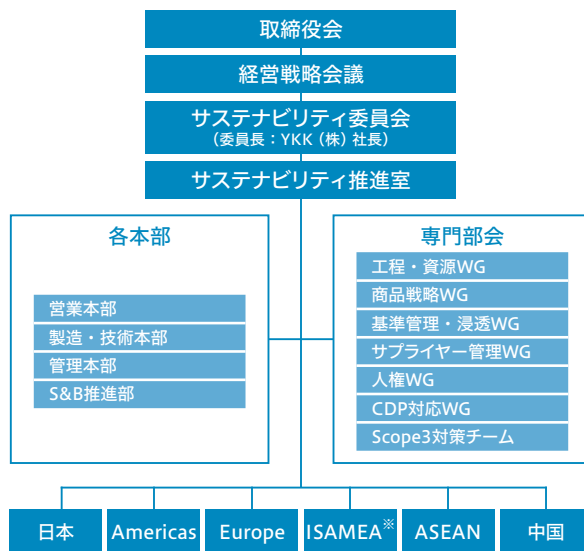 取締役会
経営戦略会議
サステナビリティ委員会
（委員長：YKK（株）社長）
サステナビリティ推進室
各本部
営業本部
製造・技術本部
管理本部
S&B推進部
専門部会
工程・資源WG
商品戦略WG
基準管理・浸透WG
サプライヤー管理WG
人権WG
CDP対応WG
Scope3対策チーム
日本
Americas
Europe
ISAMEA※
ASEAN
中国